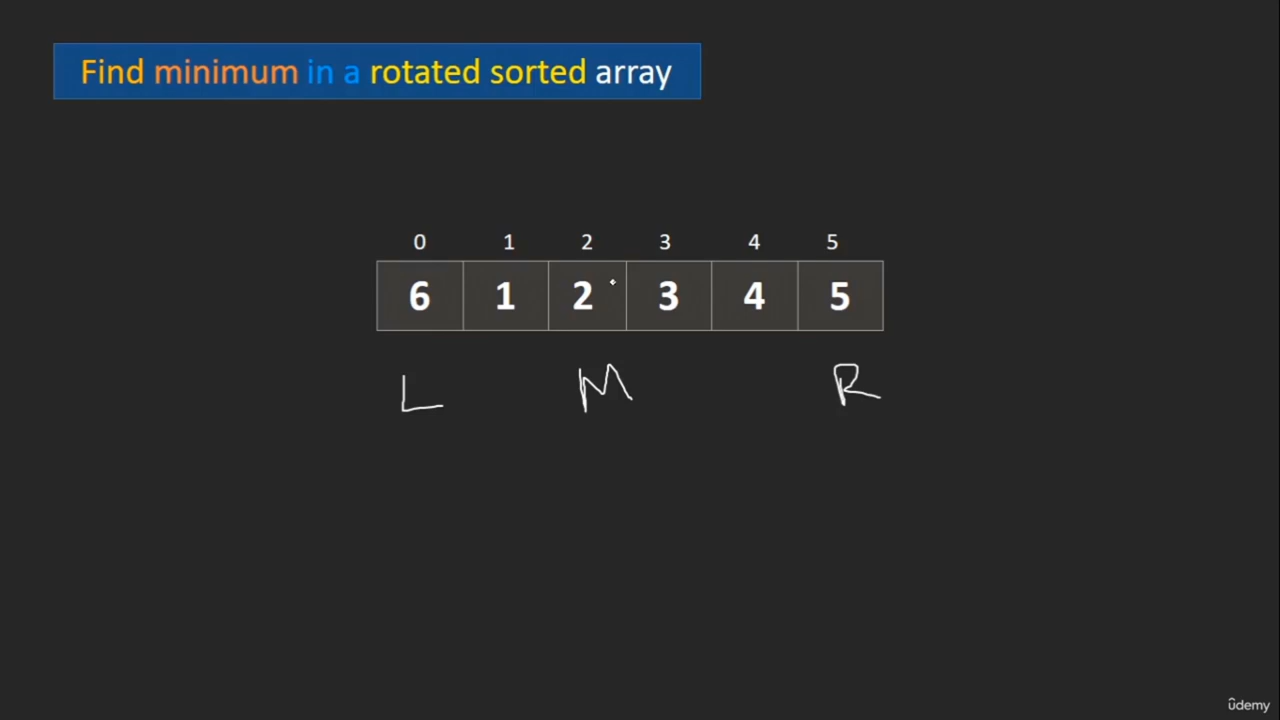 Find minimum in a rotated sorted array
0 1 2 3 4 5
6 1 2 3 4 5
L M R
ûdemy